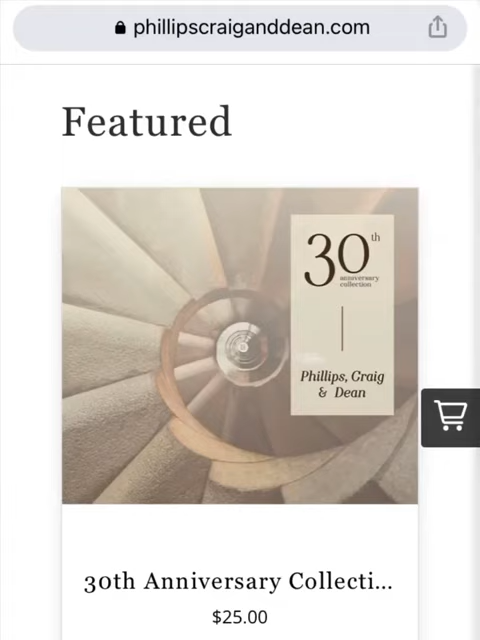 phillipscraiganddean.com
Featured
30th
anniversary
collection
Phillips, Craig
& Dean
30th Anniversary Collecti...
$25.00